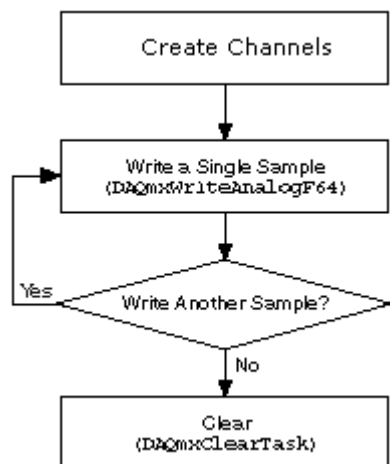 Create Channels
Write a Single Sample
(DAQmxWriteAnalogF64)
Yes
Write Another Sample?
No
Clear
(DAQmxClearTask)